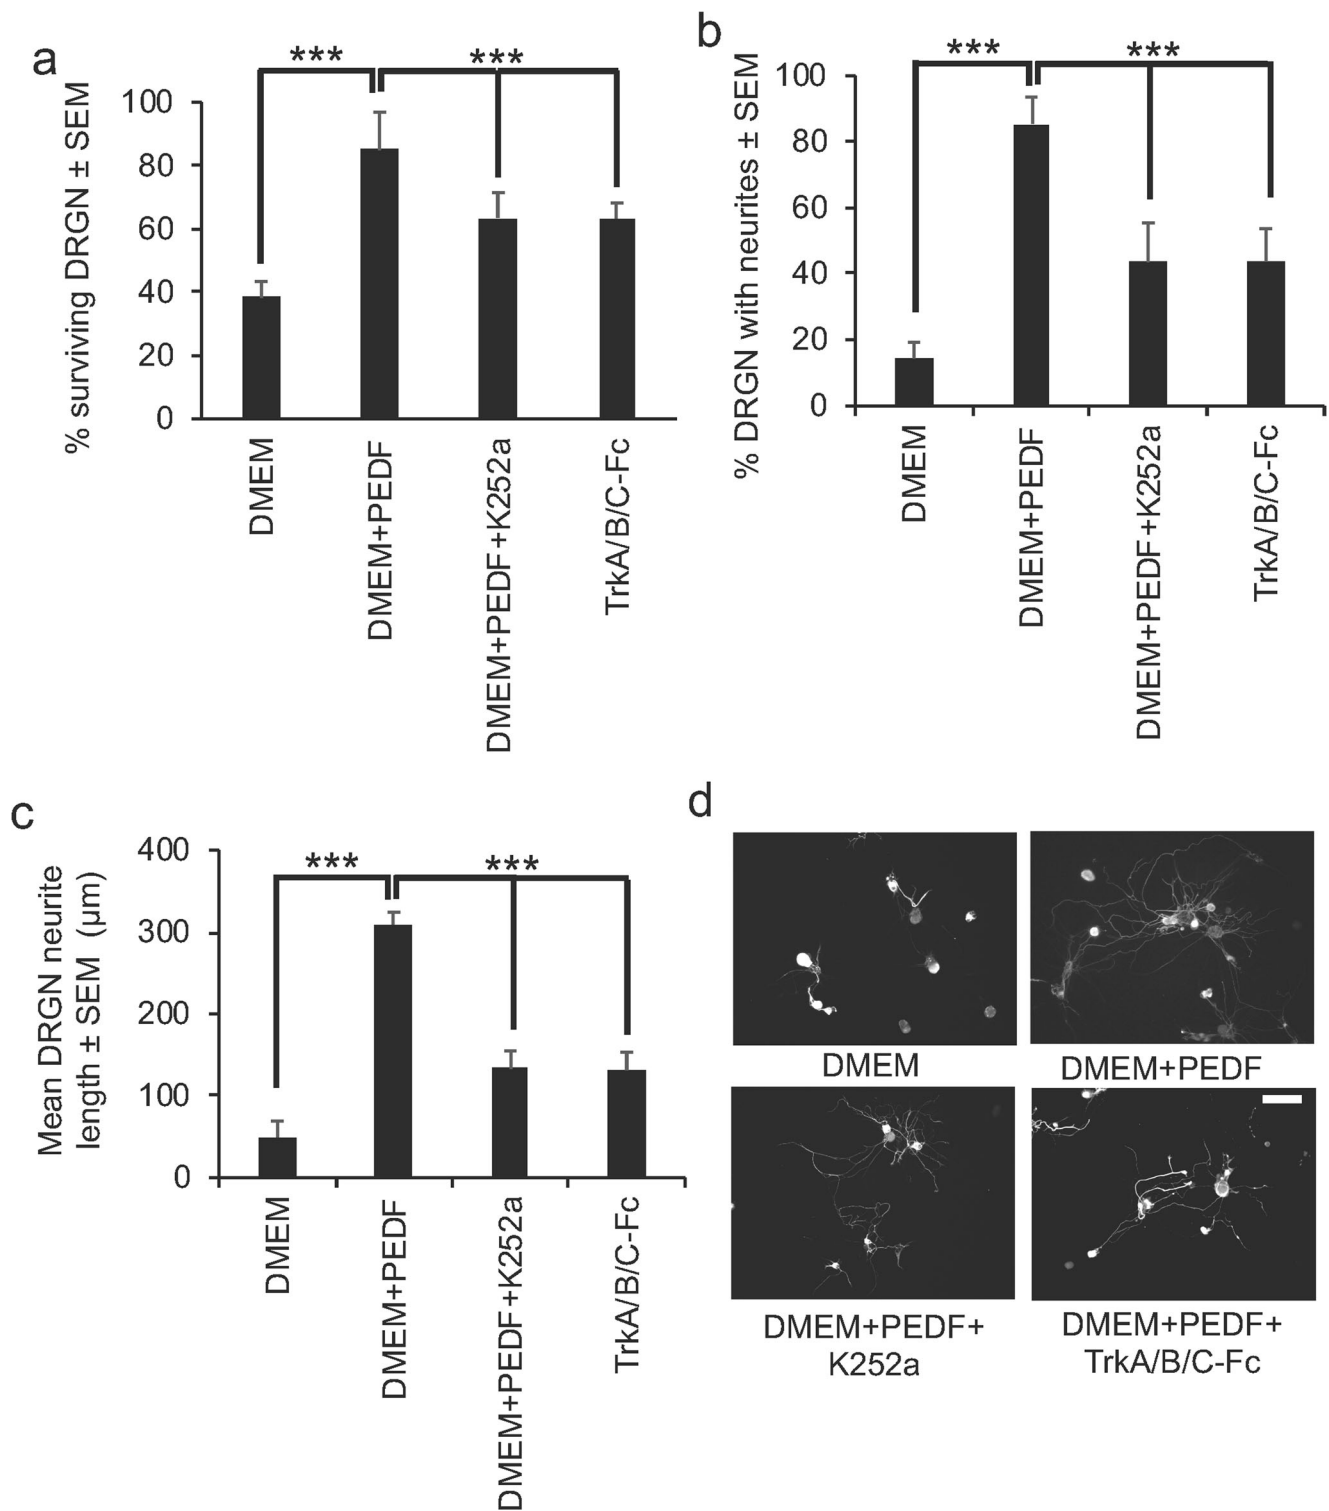 a
% surviving DRGN ± SEM
***
***
100
80
60
40
20
0
DMEM
DMEM+PEDF
DMEM+PEDF+K252a
TrkA/B/C-Fc
b
% DRGN with neurites ± SEM
***
***
100
80
60
40
20
0
DMEM
DMEM+PEDF
DMEM+PEDF+K252a
TrkA/B/C-Fc
c
Mean DRGN neurite
length ± SEM (μm)
***
***
400
300
200
100
0
DMEM
DMEM+PEDF
DMEM+PEDF+K252a
TrkA/B/C-Fc
d
DMEM
DMEM+PEDF
DMEM+PEDF+
K252a
DMEM+PEDF+
TrkA/B/C-Fc